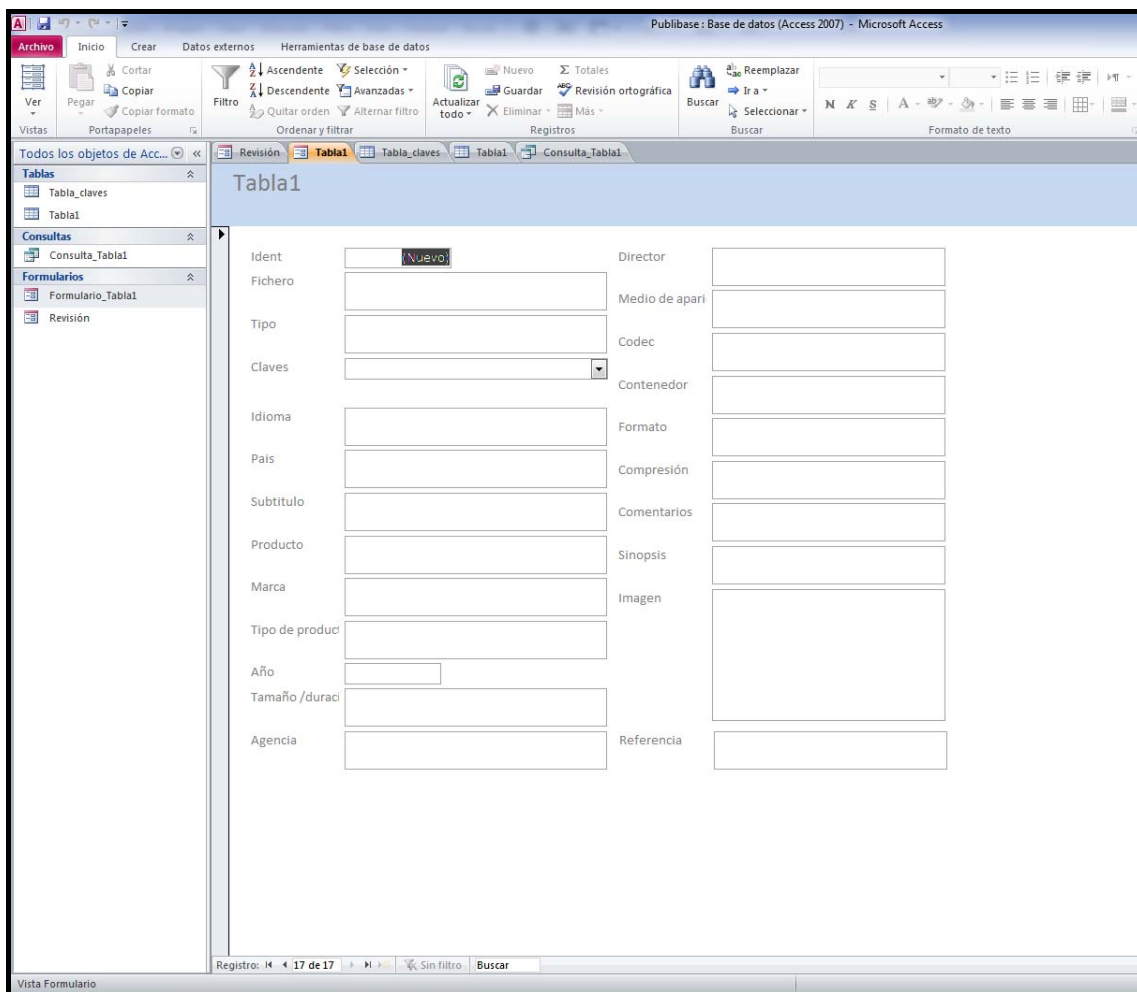 Publibase : Base de datos (Access 2007) - Microsoft Access
Archivo Inicio Crear Datos externos Herramientas de base de datos
Ver
Vistas
Pegar
Cortar
Copiar
Copiar formato
Portapapeles
Filtro
Ascendente
Descendente
Quitar orden
Selección
Avanzadas
Alternar filtro
Ordenar y filtrar
Actualizar todo
Nuevo
Guardar
Eliminar
Σ Totales
Revisión ortográfica
Más
Registros
Buscar
Reemplazar
Ir a
Seleccionar
Buscar
N K S A
Formato de texto
Todos los objetos de Acc... «
Tablas
Tabla_claves
Tabla1
Consultas
Consulta_Tabla1
Formularios
Formulario_Tabla1
Revisión
Revisión Tabla1 Tabla_claves Tabla1 Consulta_Tabla1
Tabla1
Ident (Nuevo)
Fichero
Tipo
Claves
Idioma
Pais
Subtitulo
Producto
Marca
Tipo de product
Año
Tamaño /duraci
Agencia
Director
Medio de apari
Codec
Contenedor
Formato
Compresión
Comentarios
Sinopsis
Imagen
Referencia
Registro: 17 de 17 Sin filtro Buscar
Vista Formulario